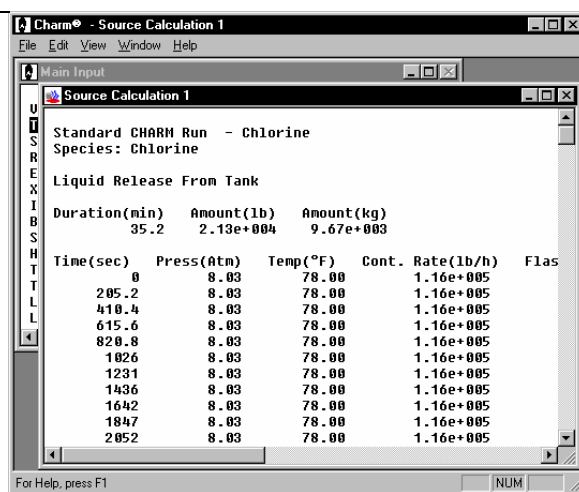 Charm® - Source Calculation 1
File Edit View Window Help
Main Input
Source Calculation 1
U
T
S
R
E
X
I
B
S
H
T
T
L
L
Standard CHARM Run - Chlorine
Species: Chlorine
Liquid Release From Tank
Duration(min) Amount(lb) Amount(kg)
35.2 2.13e+004 9.67e+003
Time(sec) Press(Atm) Temp(°F) Cont. Rate(lb/h) Flas
0 8.03 78.00 1.16e+005
205.2 8.03 78.00 1.16e+005
410.4 8.03 78.00 1.16e+005
615.6 8.03 78.00 1.16e+005
820.8 8.03 78.00 1.16e+005
1026 8.03 78.00 1.16e+005
1231 8.03 78.00 1.16e+005
1436 8.03 78.00 1.16e+005
1642 8.03 78.00 1.16e+005
1847 8.03 78.00 1.16e+005
2052 8.03 78.00 1.16e+005
For Help, press F1
NUM